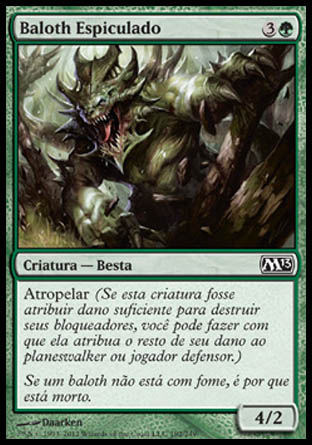 Baloth Espiculado 3
Criatura — Besta M13
Atropelar (Se esta criatura fosse
atribuir dano suficiente para destruir
seus bloqueadores, você pode fazer com
que ela atribua o resto de seu dano ao
planeswalker ou jogador defensor.)
Se um baloth não está com fome, é por que
está morto.
Daarken
4/2